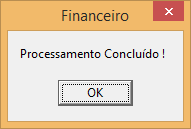 Financeiro
Processamento Concluído !
OK